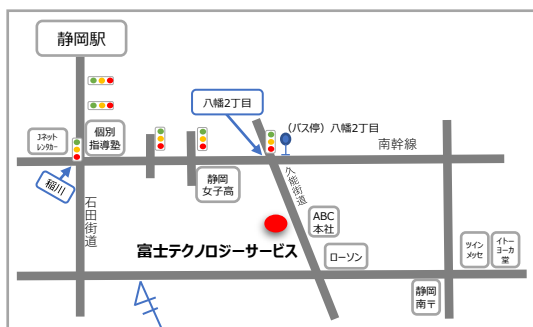 静岡駅
八幡2丁目
(バス停) 八幡2丁目
Jネット
レンタカー
個別
指導塾
南幹線
稲川
静岡
女子高
久能街道
石田街道
ABC
本社
富士テクノロジーサービス
ローソン
ツイン
メッセ
イトー
ヨーカ
堂
静岡
南〒